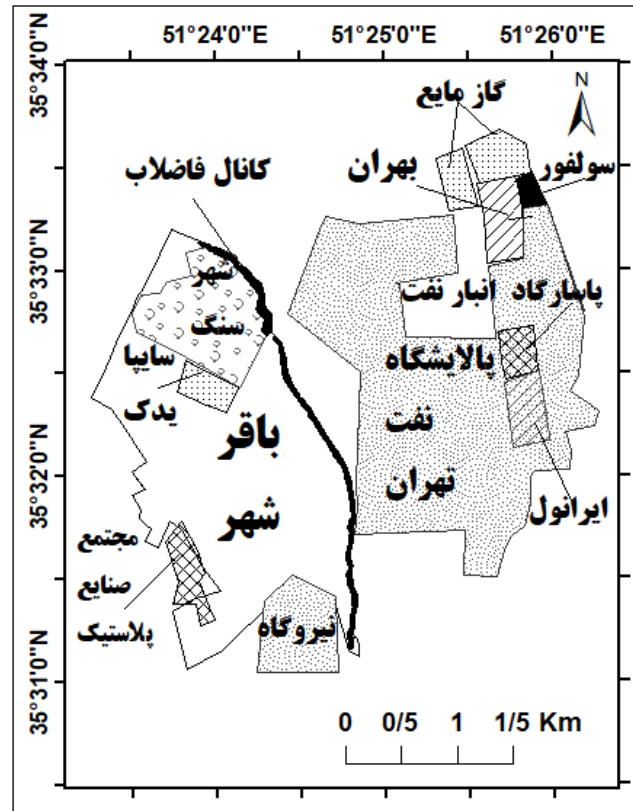 51°24'0"E 51°25'0"E 51°26'0"E
35°34'0"N
35°33'0"N
35°32'0"N
35°31'0"N
N
گاز مایع
کانال فاضلاب
بهران
سولفور
شهر
سنگ
انبار نفت
پاسارگاد
سایپا
یدک
پالایشگاه
نفت
تهران
باقر
شهر
ایرانول
مجتمع
صنایع
پلاستیک
نیروگاه
0 0/5 1 1/5 Km